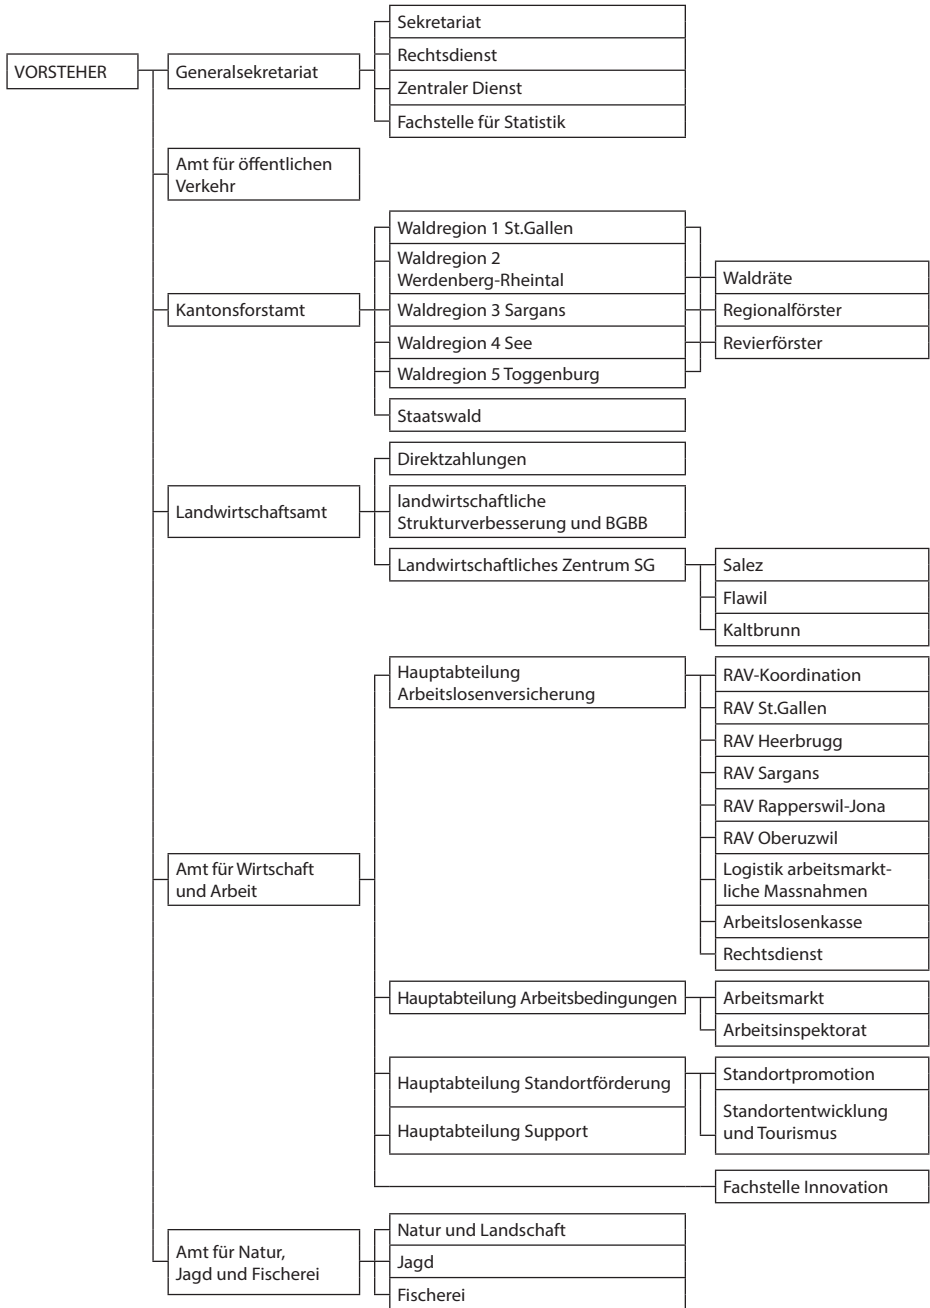 VORSTEHER
Generalsekretariat
Sekretariat
Rechtsdienst
Zentraler Dienst
Fachstelle für Statistik
Amt für öffentlichen
Verkehr
Kantonsforstamt
Waldregion 1 St.Gallen
Waldregion 2
Werdenberg-Rheintal
Waldregion 3 Sargans
Waldregion 4 See
Waldregion 5 Toggenburg
Staatswald
Waldräte
Regionalförster
Revierförster
Landwirtschaftsamt
Direktzahlungen
landwirtschaftliche
Strukturverbesserung und BGBB
Landwirtschaftliches Zentrum SG
Salez
Flawil
Kaltbrunn
Amt für Wirtschaft
und Arbeit
Hauptabteilung
Arbeitslosenversicherung
RAV-Koordination
RAV St.Gallen
RAV Heerbrugg
RAV Sargans
RAV Rapperswil-Jona
RAV Oberuzwil
Logistik arbeitsmarkt-
liche Massnahmen
Arbeitslosenkasse
Rechtsdienst
Hauptabteilung Arbeitsbedingungen
Arbeitsmarkt
Arbeitsinspektorat
Hauptabteilung Standortförderung
Hauptabteilung Support
Standortpromotion
Standortentwicklung
und Tourismus
Fachstelle Innovation
Amt für Natur,
Jagd und Fischerei
Natur und Landschaft
Jagd
Fischerei